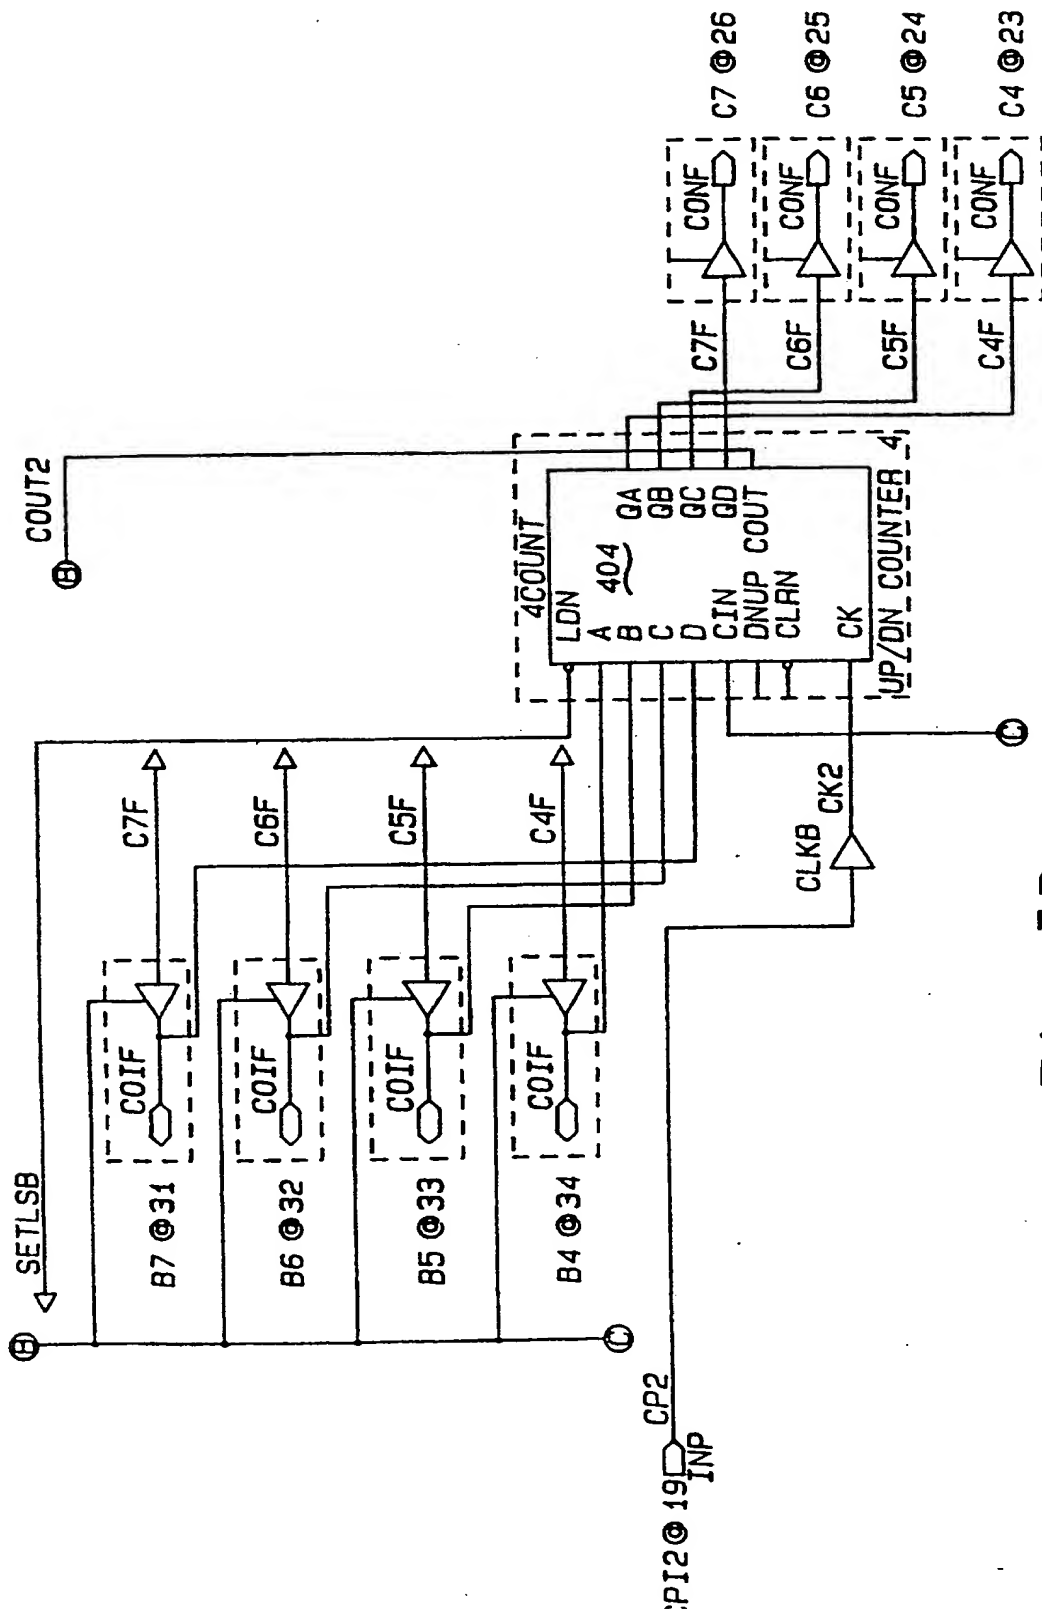 SETLSB
COUT2
B
B
B7 @31
COIF
C7F
B6 @32
COIF
C6F
B5 @33
COIF
C5F
B4 @34
COIF
C4F
C
4COUNT
LDN
A
B
C
D
CIN
DNUP
CLRN
CK
404
QA
QB
QC
QD
COUT
UP/DN COUNTER 4
C7F
CONF
C7 @26
C6F
CONF
C6 @25
C5F
CONF
C5 @24
C4F
CONF
C4 @23
@19
INP
CP2
CLKB
CK2
C